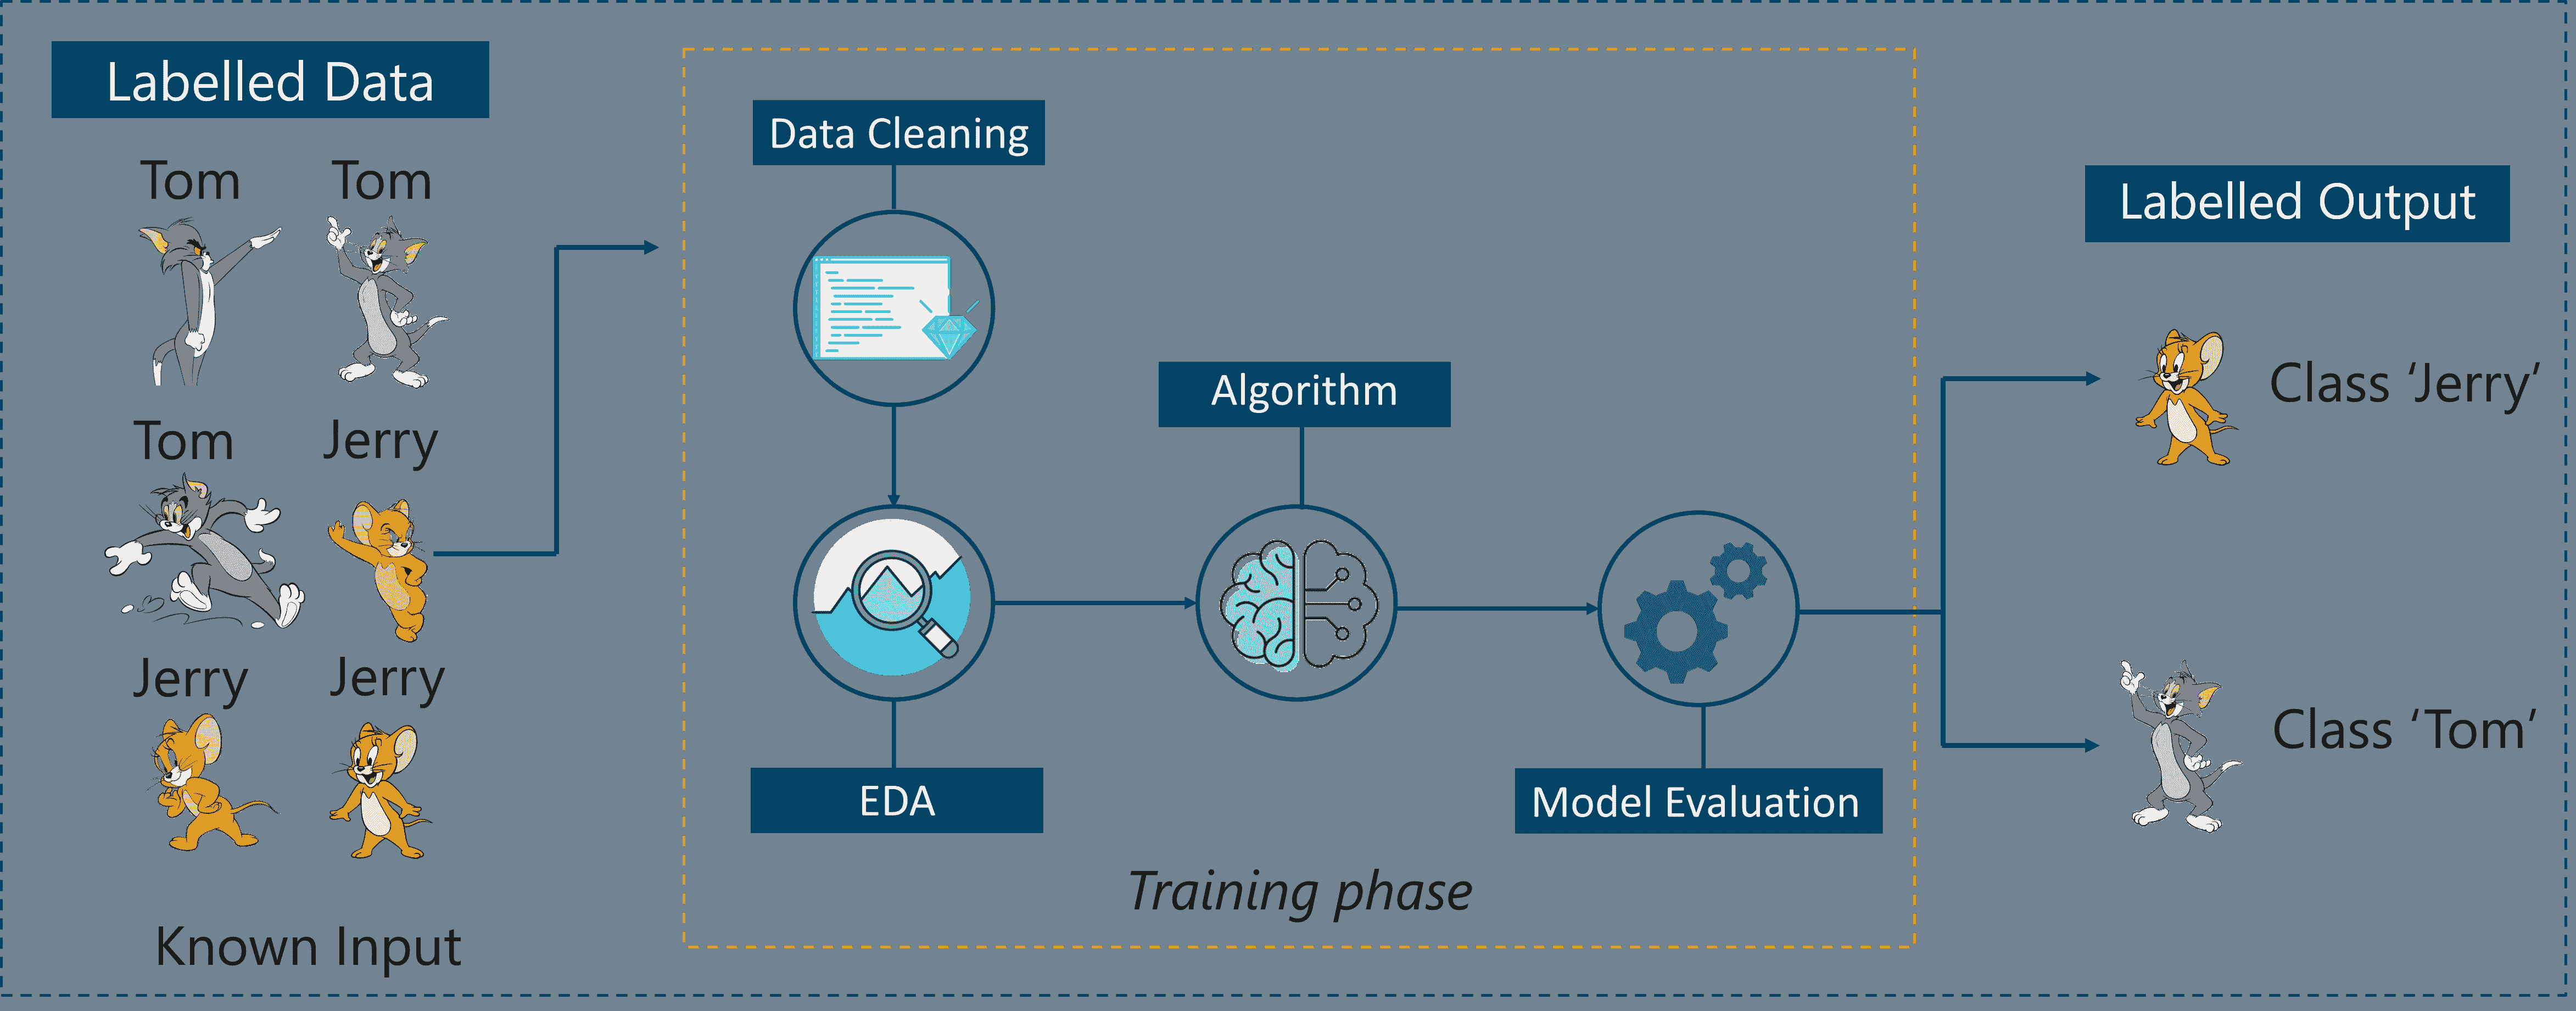 Labelled Data
Tom
Tom
Tom
Jerry
Jerry
Jerry
Known Input
Data Cleaning
EDA
Algorithm
Model Evaluation
Training phase
Labelled Output
Class ‘Jerry’
Class ‘Tom’